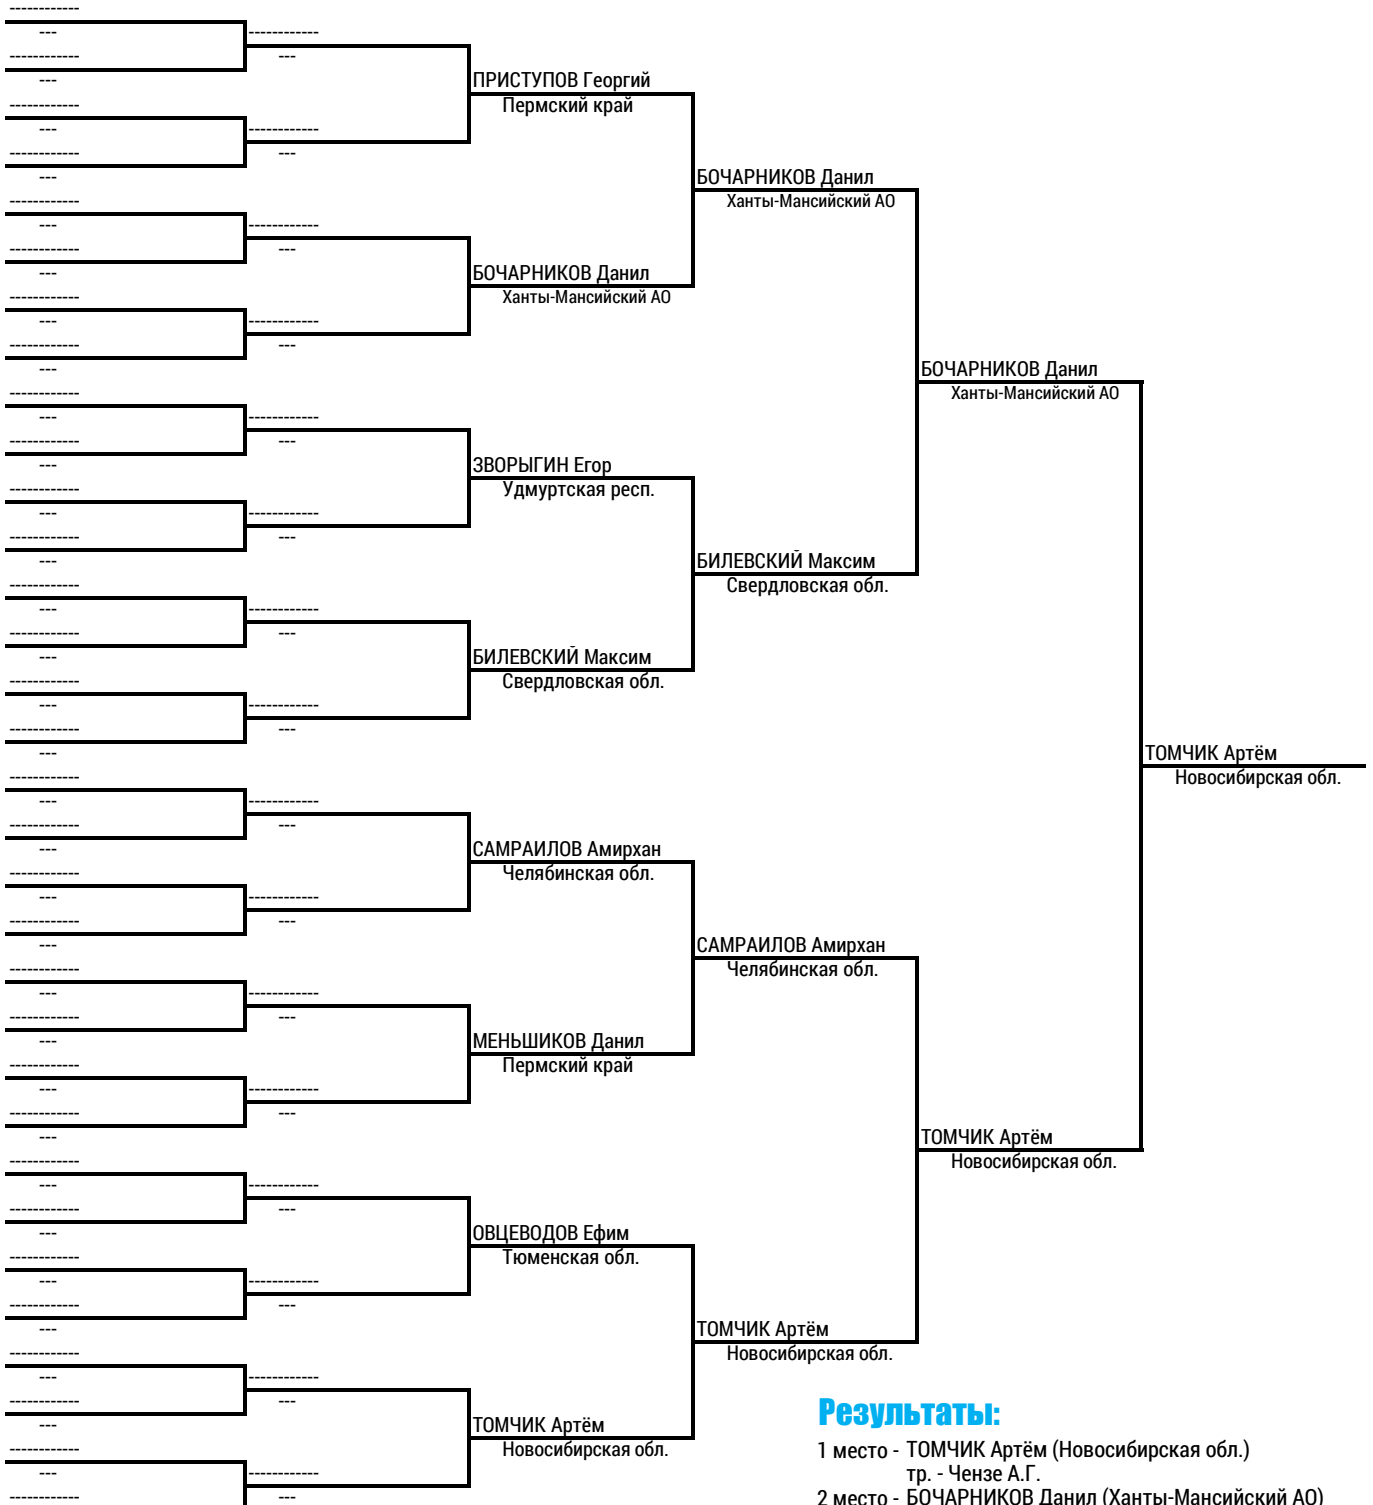 ПРИСТУПОВ Георгий
Пермский край
БОЧАРНИКОВ Данил
Ханты-Мансийский АО
БОЧАРНИКОВ Данил
Ханты-Мансийский АО
БОЧАРНИКОВ Данил
Ханты-Мансийский АО
ЗВОРЫГИН Егор
Удмуртская респ.
БИЛЕВСКИЙ Максим
Свердловская обл.
БИЛЕВСКИЙ Максим
Свердловская обл.
ТОМЧИК Артём
Новосибирская обл.
САМРАИЛОВ Амирхан
Челябинская обл.
САМРАИЛОВ Амирхан
Челябинская обл.
МЕНЬШИКОВ Данил
Пермский край
ТОМЧИК Артём
Новосибирская обл.
ОВЦЕВОДОВ Ефим
Тюменская обл.
ТОМЧИК Артём
Новосибирская обл.
ТОМЧИК Артём
Новосибирская обл.
Результаты:
1 место - ТОМЧИК Артём (Новосибирская обл.)
тр. - Чензе А.Г.
2 место - БОЧАРНИКОВ Данил (Ханты-Мансийский АО)